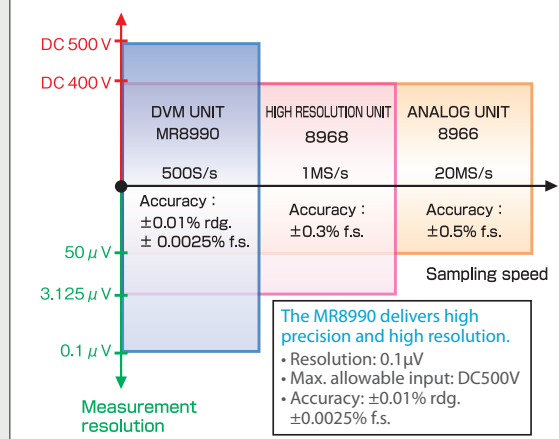 DC 500 V
DC 400 V
DVM UNIT
MR8990
500S/s
Accuracy :
±0.01% rdg.
± 0.0025% f.s.
HIGH RESOLUTION UNIT
8968
1MS/s
Accuracy :
±0.3% f.s.
ANALOG UNIT
8966
20MS/s
Accuracy :
±0.5% f.s.
50 μ V
3.125 μ V
0.1 μ V
Sampling speed
Measurement
resolution
The MR8990 delivers high
precision and high resolution.
• Resolution: 0.1µV
• Max. allowable input: DC500V
• Accuracy: ±0.01% rdg.
±0.0025% f.s.